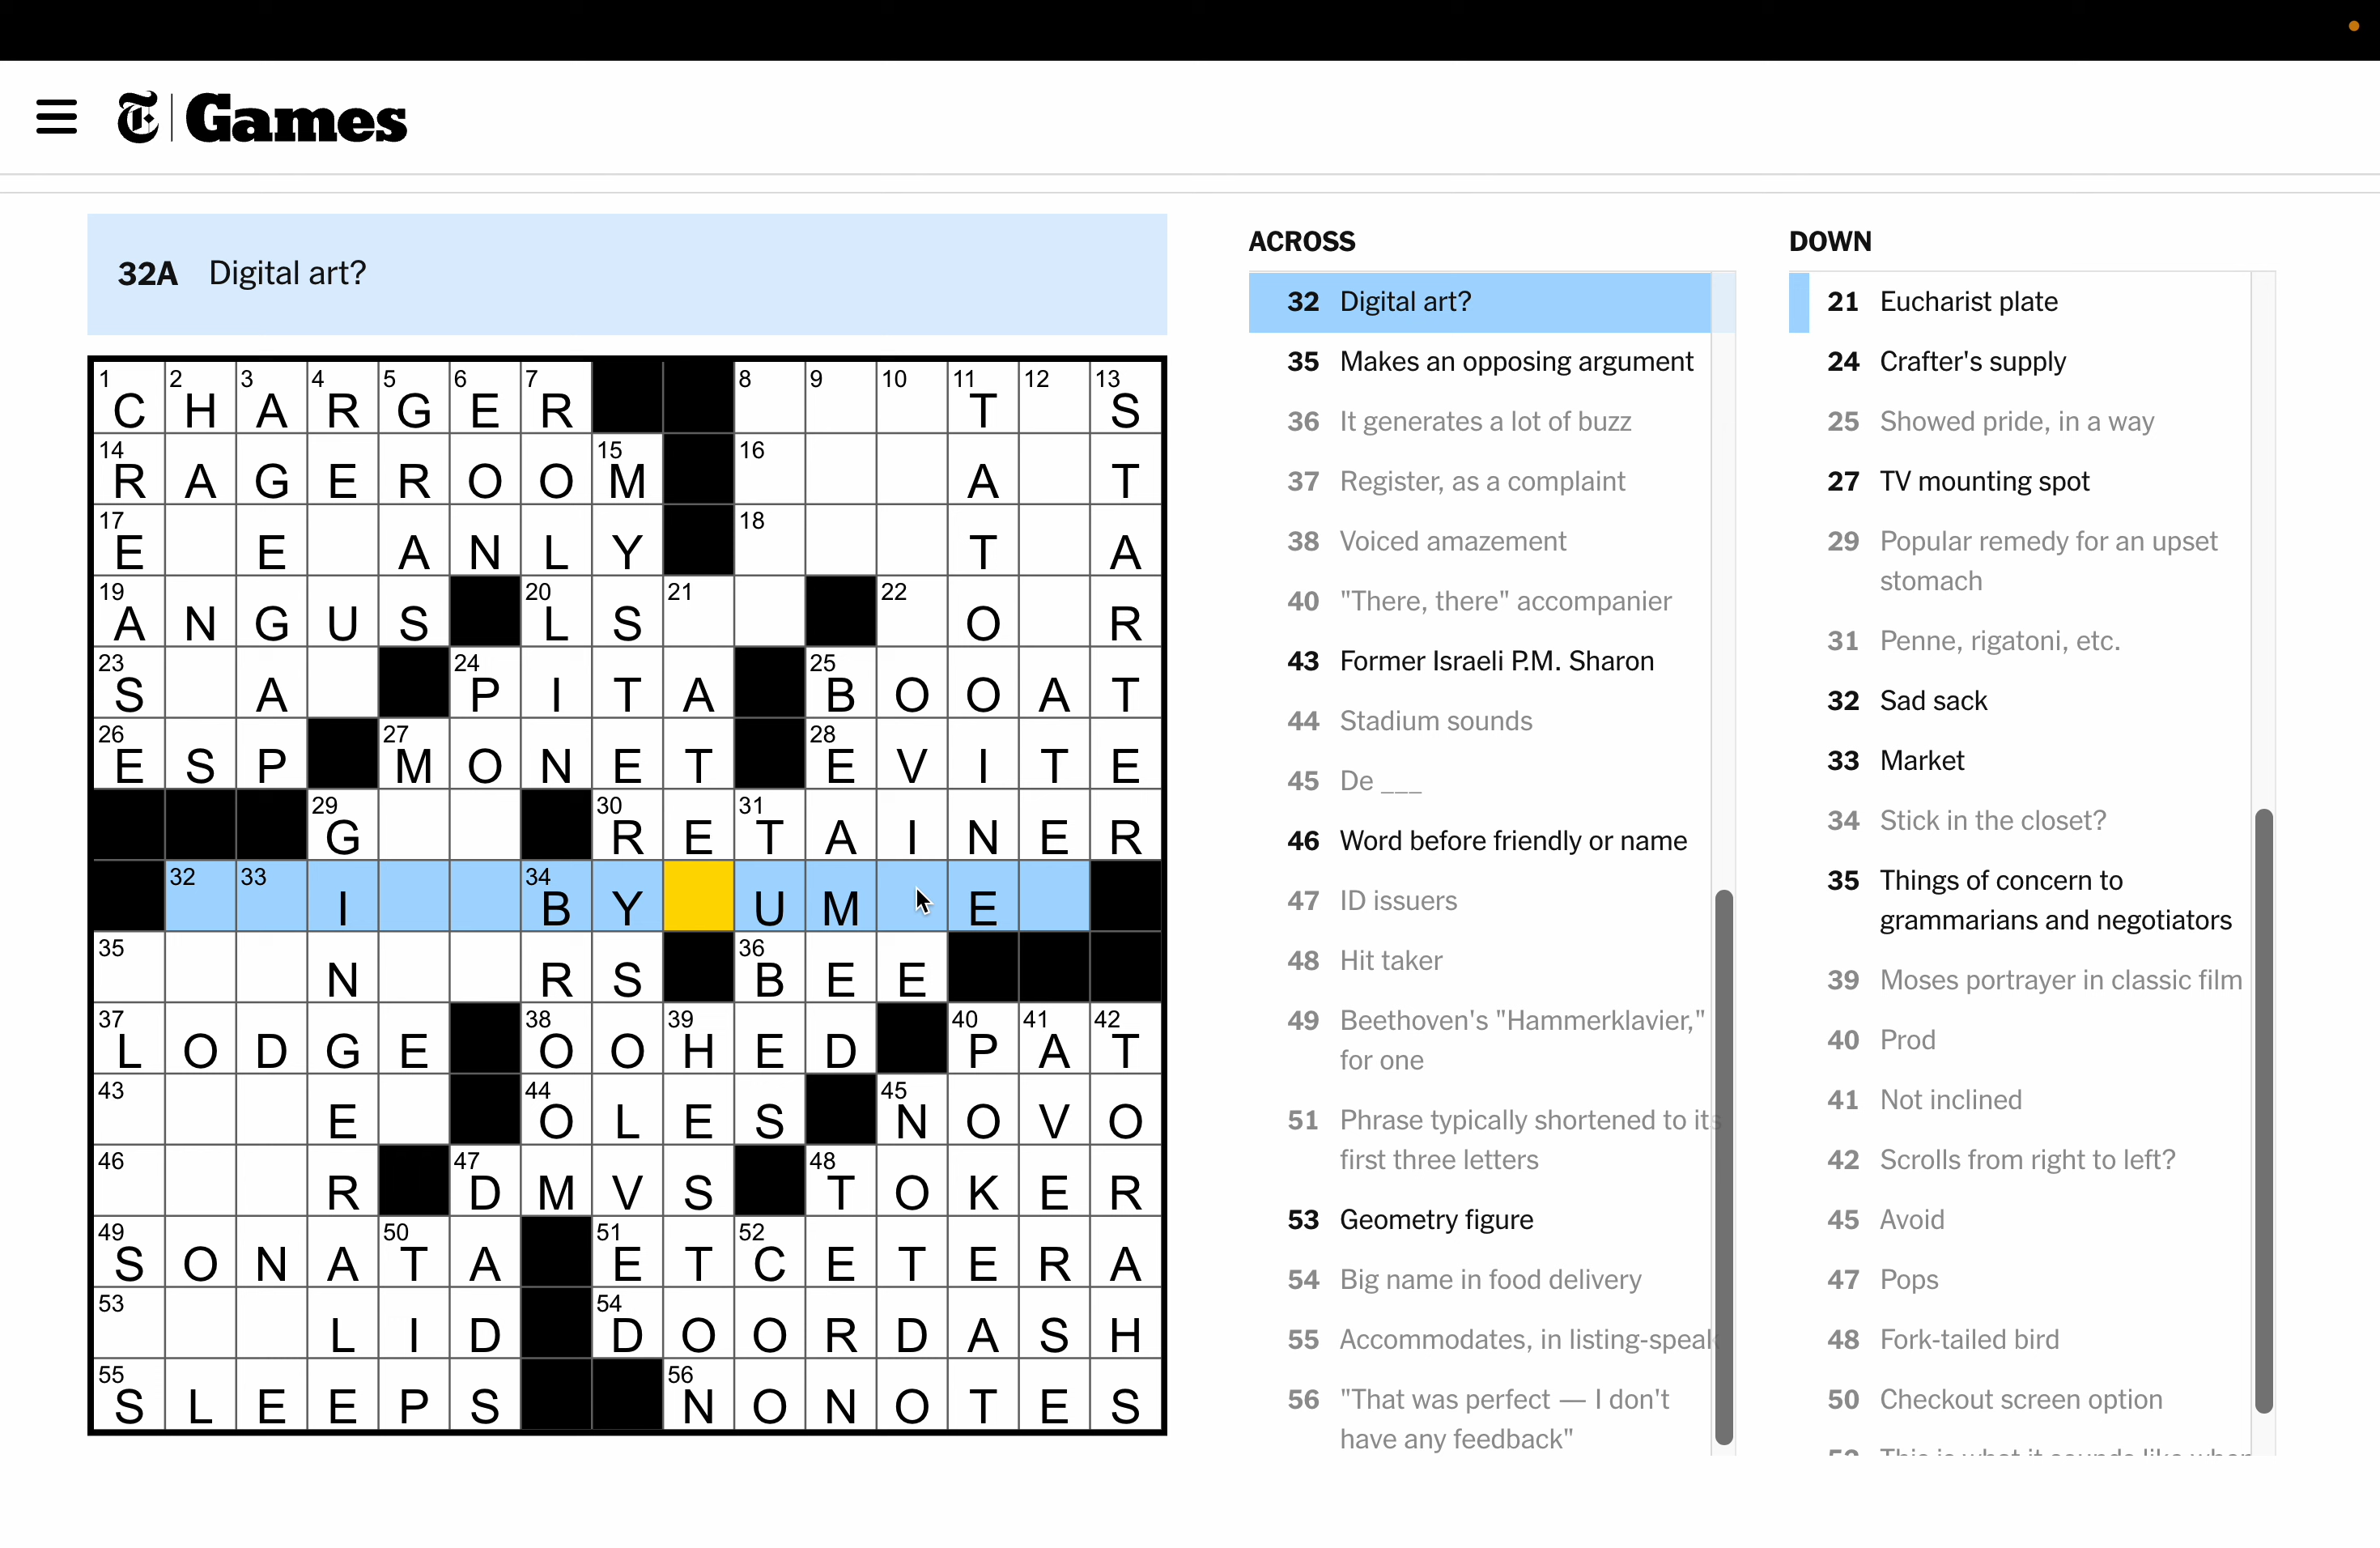 T | Games
32A Digital art?
1 2 3 4 5 6 7 8 9 10 11 12 13
C H A R G E R T S
14 15 16
R A G E R O O M A T
17 18
E E A N L Y T A
19 20 21 22
A N G U S L S O R
23 24 25
S A P I T A B O O A T
26 27 28
E S P M O N E T E V I T E
29 30 31
G R E T A I N E R
32 33 34
I B Y U M E
35 36
N R S B E E
37 38 39 40 41 42
L O D G E O O H E D P A T
43 44 45
E O L E S N O V O
46 47 48
R D M V S T O K E R
49 50 51 52
S O N A T A E T C E T E R A
53 54
L I D D O O R D A S H
55 56
S L E E P S N O N O T E S
ACROSS
32 Digital art?
35 Makes an opposing argument
36 It generates a lot of buzz
37 Register, as a complaint
38 Voiced amazement
40 "There, there" accompanier
43 Former Israeli P.M. Sharon
44 Stadium sounds
45 De ___
46 Word before friendly or name
47 ID issuers
48 Hit taker
49 Beethoven's "Hammerklavier,"
for one
51 Phrase typically shortened to its
first three letters
53 Geometry figure
54 Big name in food delivery
55 Accommodates, in listing-speak
56 "That was perfect — I don't
have any feedback"
DOWN
21 Eucharist plate
24 Crafter's supply
25 Showed pride, in a way
27 TV mounting spot
29 Popular remedy for an upset
stomach
31 Penne, rigatoni, etc.
32 Sad sack
33 Market
34 Stick in the closet?
35 Things of concern to
grammarians and negotiators
39 Moses portrayer in classic film
40 Prod
41 Not inclined
42 Scrolls from right to left?
45 Avoid
47 Pops
48 Fork-tailed bird
50 Checkout screen option